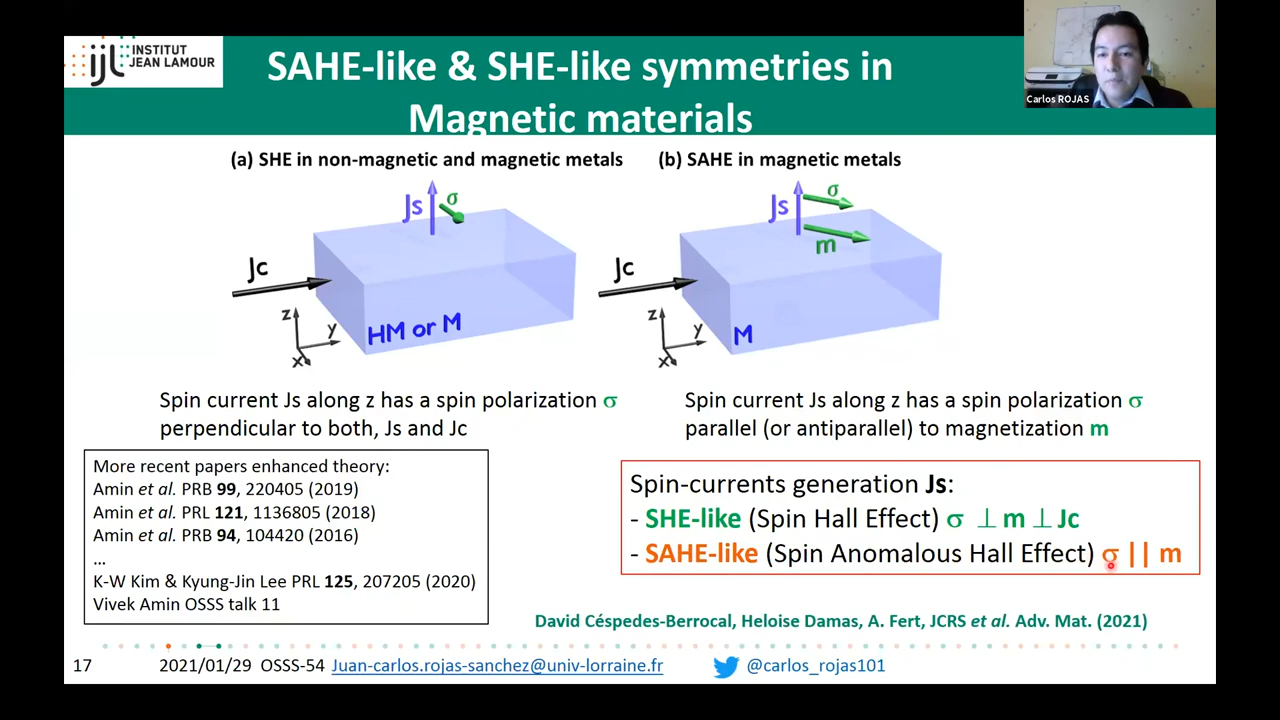 INSTITUT
JEAN LAMOUR
ijl
SAHE-like & SHE-like symmetries in
Magnetic materials
Carlos ROJAS
(a) SHE in non-magnetic and magnetic metals
(b) SAHE in magnetic metals
Js
σ
Jc
z
y
x
HM or M
Js
σ
m
Jc
z
y
x
M
Spin current Js along z has a spin polarization σ
perpendicular to both, Js and Jc
Spin current Js along z has a spin polarization σ
parallel (or antiparallel) to magnetization m
More recent papers enhanced theory:
Amin et al. PRB 99, 220405 (2019)
Amin et al. PRL 121, 1136805 (2018)
Amin et al. PRB 94, 104420 (2016)
...
K-W Kim & Kyung-Jin Lee PRL 125, 207205 (2020)
Vivek Amin OSSS talk 11
Spin-currents generation Js:
- SHE-like (Spin Hall Effect) σ ⊥ m ⊥ Jc
- SAHE-like (Spin Anomalous Hall Effect) σ || m
David Céspedes-Berrocal, Heloise Damas, A. Fert, JCRS et al. Adv. Mat. (2021)
17
2021/01/29 OSSS-54 Juan-carlos.rojas-sanchez@univ-lorraine.fr
@carlos_rojas101